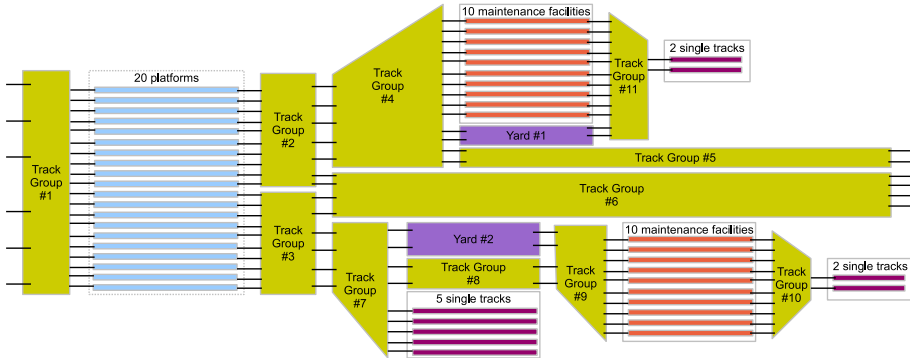 10 maintenance facilities
2 single tracks
20 platforms
Track
Group
#4
Track
Group
#11
Track
Group
#2
Yard #1
Track Group #5
Track
Group
#1
Track Group
#6
Track
Group
#3
Yard #2
10 maintenance facilities
Track Group
#8
2 single tracks
Track
Group
#7
Track
Group
#9
Track
Group
#10
5 single tracks